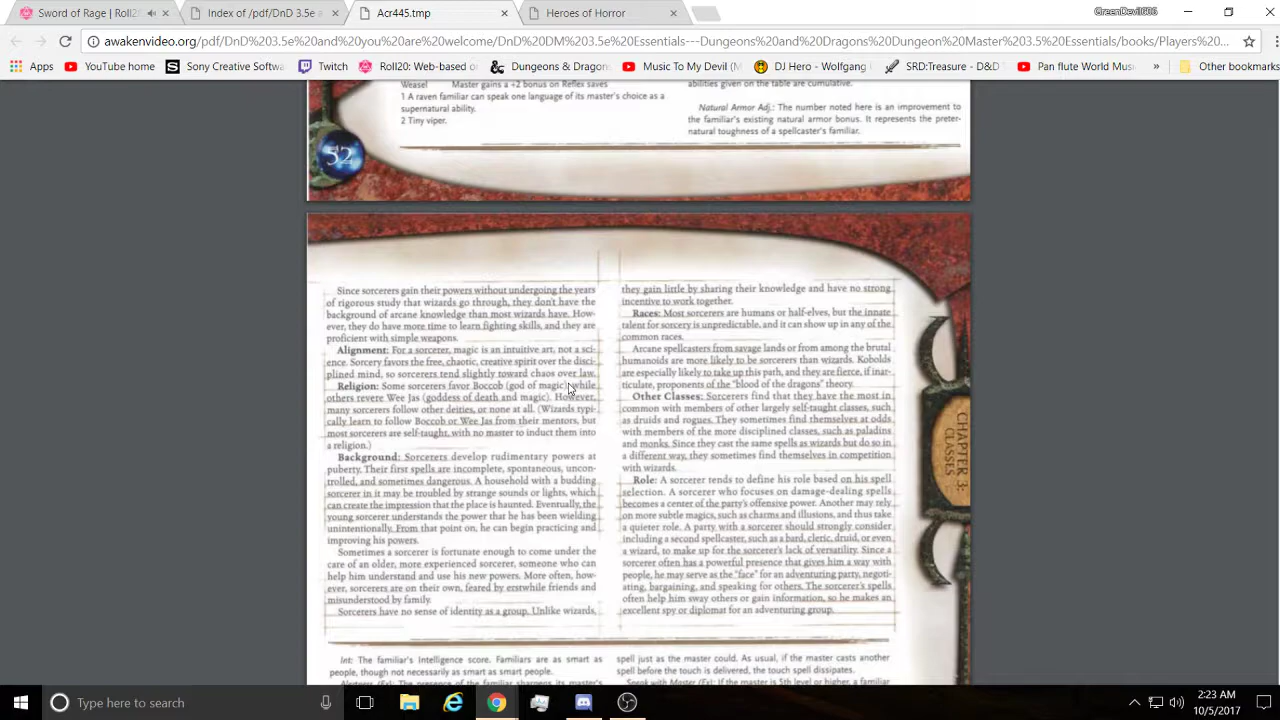 Sword of Rage | Roll20
Index of /pdf/DnD 3.5e a
Acr445.tmp
Heroes of Horror
GreenDevil686
awakenvideo.org/pdf/DnD%203.5e%20and%20you%20are%20welcome/DnD%20DM%203.5e%20Essentials---Dungeons%20and%20Dragons%20Dungeon%20Master%203.5%20Essentials/books/Players%20...
Apps
YouTube home
Sony Creative Softwa
Twitch
Roll20: Web-based o
Dungeons & Dragons
Music To My Devil (M
DJ Hero - Wolfgang
SRDxTreasure - D&D
Pan flute World Musi
»
Other bookmarks
Weasel Master gains a +2 bonus on Reflex saves
1 A raven familiar can speak one language of its master's choice as a
supernatural ability.
2 Tiny viper.
abilities given on the table are cumulative.
Natural Armor Adj.: The number noted here is an improvement to
the familiar's existing natural armor bonus. It represents the preter-
natural toughness of a spellcaster's familiar.
52
Since sorcerers gain their powers without undergoing the years
of rigorous study that wizards go through, they don't have the
background of arcane knowledge than most wizards have. How-
ever, they do have more time to learn fighting skills, and they are
proficient with simple weapons.
Alignment: For a sorcerer, magic is an intuitive art, not a sci-
ence. Sorcery favors the free, chaotic, creative spirit over the disci-
plined mind, so sorcerers tend slightly toward chaos over law.
Religion: Some sorcerers favor Boccob (god of magic), while
others revere Wee Jas (goddess of death and magic). However,
many sorcerers follow other deities, or none at all. (Wizards typi-
cally learn to follow Boccob or Wee Jas from their mentors, but
most sorcerers are self-taught, with no master to induct them into
a religion.)
Background: Sorcerers develop rudimentary powers at
puberty. Their first spells are incomplete, spontaneous, uncon-
trolled, and sometimes dangerous. A household with a budding
sorcerer in it may be troubled by strange sounds or lights, which
can create the impression that the place is haunted. Eventually, the
young sorcerer understands the power that he has been wielding
unintentionally. From that point on, he can begin practicing and
improving his powers.
Sometimes a sorcerer is fortunate enough to come under the
care of an older, more experienced sorcerer, someone who can
help him understand and use his new powers. More often, how-
ever, sorcerers are on their own, feared by erstwhile friends and
misunderstood by family.
Sorcerers have no sense of identity as a group. Unlike wizards,
they gain little by sharing their knowledge and have no strong
incentive to work together.
Races: Most sorcerers are humans or half-elves, but the innate
talent for sorcery is unpredictable, and it can show up in any of the
common races.
Arcane spellcasters from savage lands or from among the brutal
humanoids are more likely to be sorcerers than wizards. Kobolds
are especially likely to take up this path, and they are fierce, if inar-
ticulate, proponents of the "blood of the dragons" theory.
Other Classes: Sorcerers find that they have the most in
common with members of other largely self-taught classes, such
as druids and rogues. They sometimes find themselves at odds
with members of the more disciplined classes, such as paladins
and monks. Since they cast the same spells as wizards but do so in
a different way, they sometimes find themselves in competition
with wizards.
Role: A sorcerer tends to define his role based on his spell
selection. A sorcerer who focuses on damage-dealing spells
becomes a center of the party's offensive power. Another may rely
on more subtle magics, such as charms and illusions, and thus take
a quieter role. A party with a sorcerer should strongly consider
including a second spellcaster, such as a bard, cleric, druid, or even
a wizard, to make up for the sorcerer's lack of versatility. Since a
sorcerer often has a powerful presence that gives him a way with
people, he may serve as the "face" for an adventuring party, negoti-
ating, bargaining, and speaking for others. The sorcerer's spells
often help him sway others or gain information, so he makes an
excellent spy or diplomat for an adventuring group.
CHAPTER 3:
CLASSES
Int: The familiar's Intelligence score. Familiars are as smart as
people, though not necessarily as smart as smart people.
Alertness (Ex): The presence of the familiar sharpens its master's
spell just as the master could. As usual, if the master casts another
spell before the touch is delivered, the touch spell dissipates.
Speak with Master (Ex): If the master is 5th level or higher, a familiar
Type here to search
2:23 AM
10/5/2017